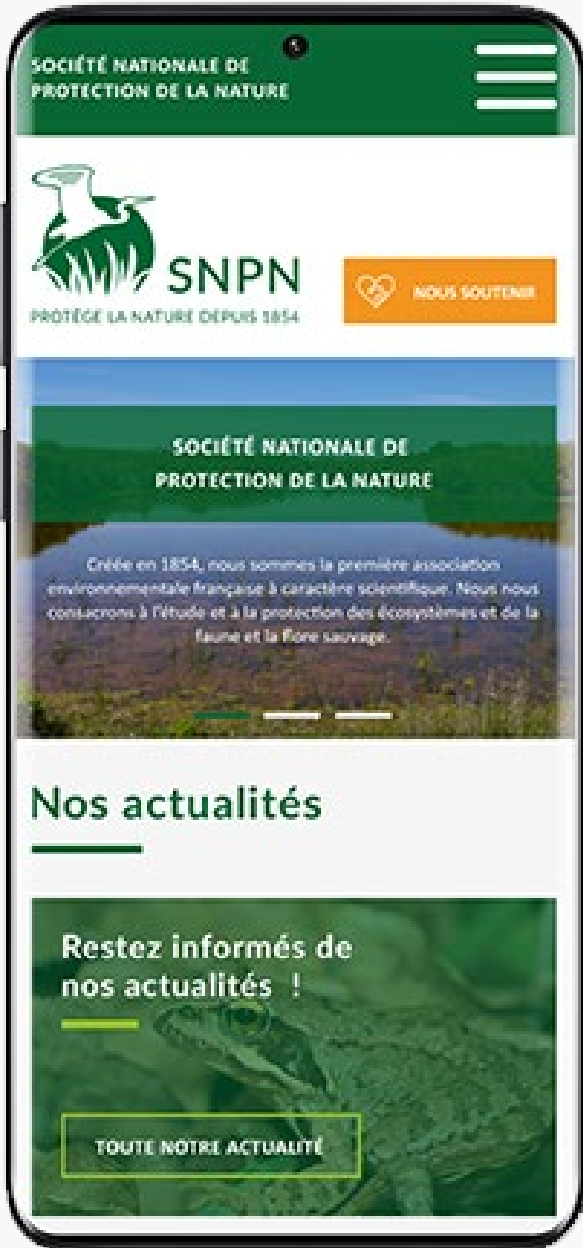 SOCIÉTÉ NATIONALE DE
PROTECTION DE LA NATURE
SNPN
PROTÈGE LA NATURE DEPUIS 1854
NOUS SOUTENIR
SOCIÉTÉ NATIONALE DE
PROTECTION DE LA NATURE
Créée en 1854, nous sommes la première association
environnementale française à caractère scientifique. Nous nous
consacrons à l'étude et à la protection des écosystèmes et de la
faune et la flore sauvage.
Nos actualités
Restez informés de
nos actualités !
TOUTE NOTRE ACTUALITÉ